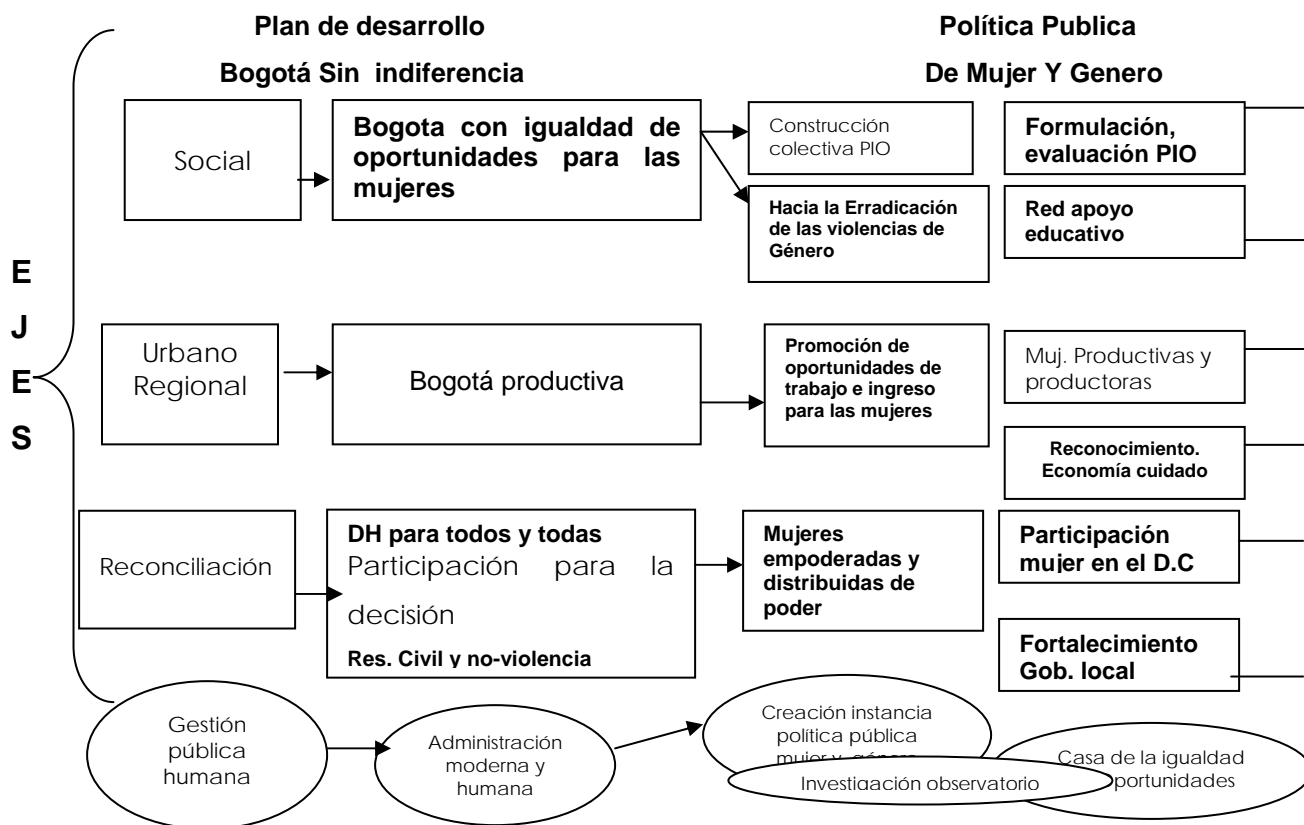 Plan de desarrollo
Bogotá Sin indiferencia
Política Publica
De Mujer Y Genero
E
J
E
S
Social
Bogota con igualdad de
oportunidades para las
mujeres
Construcción
colectiva PIO
Formulación,
evaluación PIO
Hacia la Erradicación
de las violencias de
Género
Red apoyo
educativo
Urbano
Regional
Bogotá productiva
Promoción de
oportunidades de
trabajo e ingreso
para las mujeres
Muj. Productivas y
productoras
Reconocimiento.
Economía cuidado
Reconciliación
DH para todos y todas
Participación para la
decisión
Res. Civil y no-violencia
Mujeres
empoderadas y
distribuidas de
poder
Participación
mujer en el D.C
Fortalecimiento
Gob. local
Gestión
pública
humana
Administración
moderna y
humana
Creación instancia
política pública
mujer y género
Investigación observatorio
Casa de la igualdad